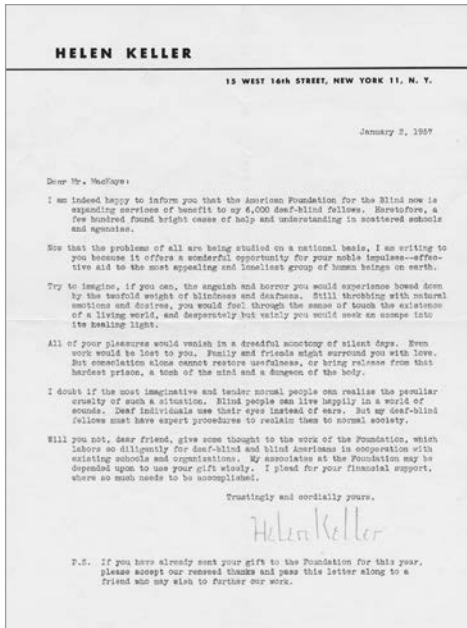 HELEN KELLER
15 WEST 16th STREET, NEW YORK 11, N. Y.
January 2, 1957
Dear Mr. MacKaye:
I am indeed happy to inform you that the American Foundation for the Blind now is
expanding services of benefit to my 6,000 deaf-blind fellows. Heretofore, a
few hundred found bright cases of help and understanding in scattered schools
and agencies.
Now that the problems of all are being studied on a national basis, I am writing to
you because it offers a wonderful opportunity for your noble impulses--effec-
tive aid to the most appealing and loneliest group of human beings on earth.
Try to imagine, if you can, the anguish and horror you would experience bowed down
by the twofold weight of blindness and deafness. Still throbbing with natural
emotions and desires, you would feel through the sense of touch the existence
of a living world, and desperately but vainly you would seek an escape into
its healing light.
All of your pleasures would vanish in a dreadful monotony of silent days. Even
work would be lost to you. Family and friends might surround you with love.
But consolation alone cannot restore usefulness, or bring release from that
hardest prison, a tomb of the mind and a dungeon of the body.
I doubt if the most imaginative and tender normal people can realize the peculiar
cruelty of such a situation. Blind people can live happily in a world of
sounds. Deaf individuals use their eyes instead of ears. But my deaf-blind
fellows must have expert procedures to reclaim them to normal society.
Will you not, dear friend, give some thought to the work of the Foundation, which
labors so diligently for deaf-blind and blind Americans in cooperation with
existing schools and organizations. My associates at the Foundation may be
depended upon to use your gift wisely. I plead for your financial support,
where so much needs to be accomplished.
Trustingly and cordially yours,
Helen Keller
P.S. If you have already sent your gift to the Foundation for this year,
please accept our renewed thanks and pass this letter along to a
friend who may wish to further our work.